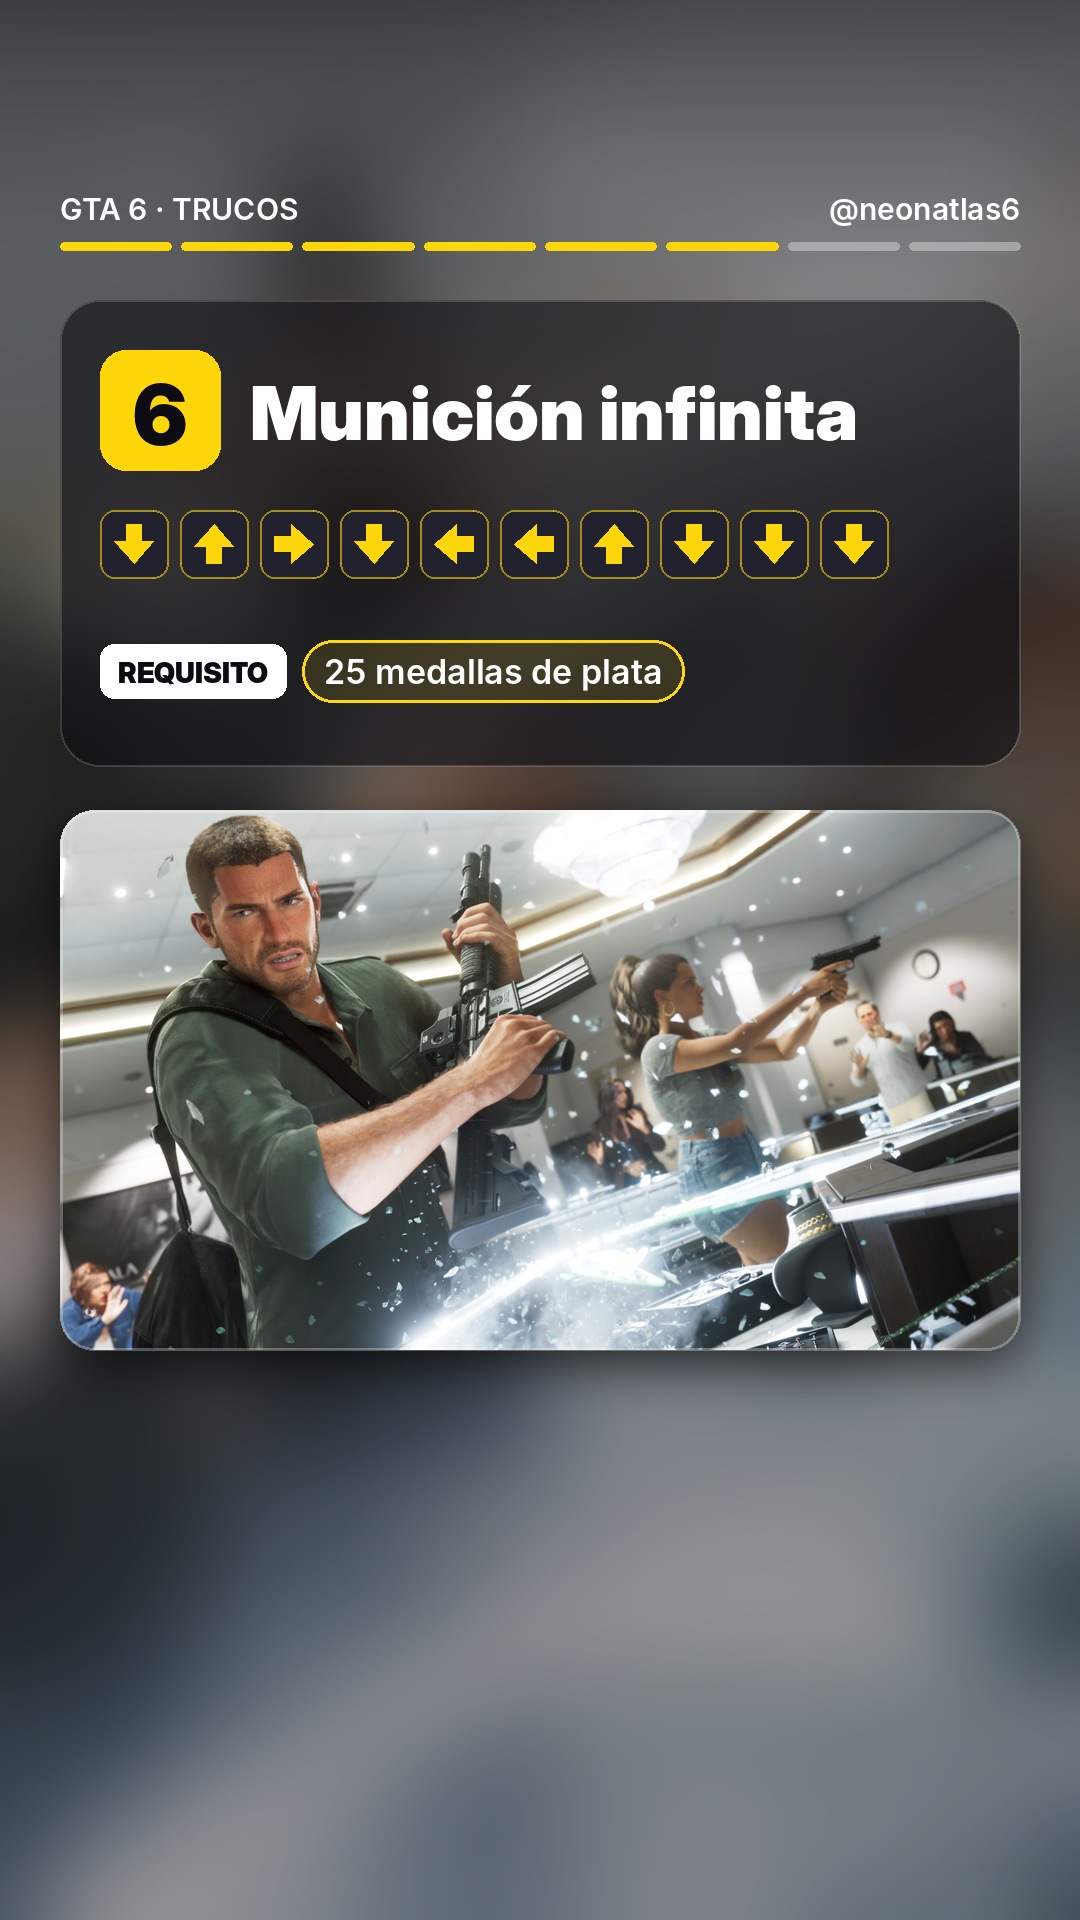 GTA 6 · TRUCOS
@neonatlas6
6
Munición infinita
REQUISITO
25 medallas de plata